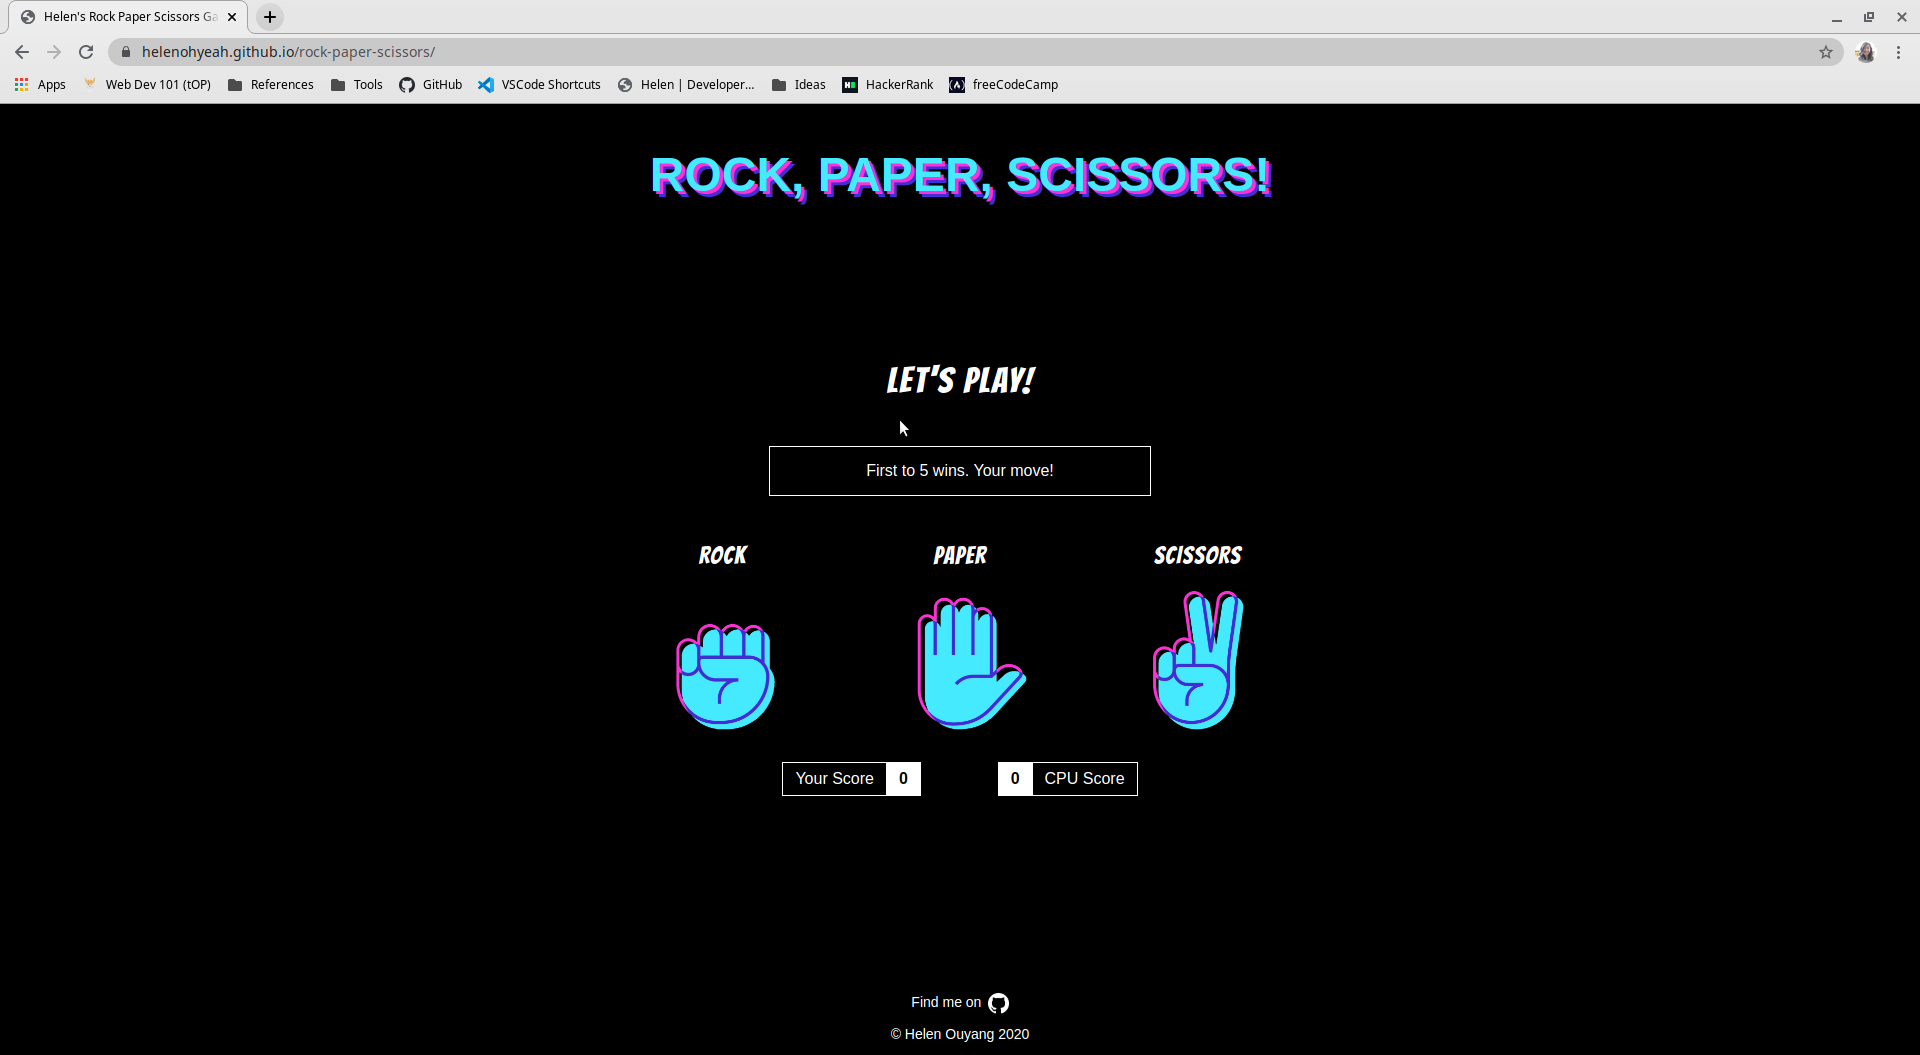 Helen's Rock Paper Scissors Ga
helenohyeah.github.io/rock-paper-scissors/
Apps Web Dev 101 (tOP) References Tools GitHub VSCode Shortcuts Helen | Developer... Ideas HackerRank freeCodeCamp
ROCK, PAPER, SCISSORS!
LET'S PLAY!
First to 5 wins. Your move!
ROCK PAPER SCISSORS
Your Score 0 0 CPU Score
Find me on
© Helen Ouyang 2020